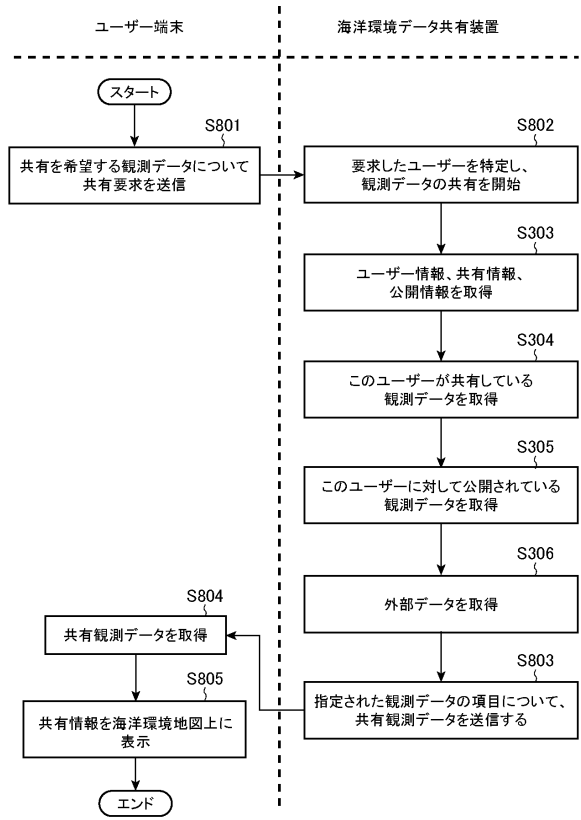 ユーザー端末
海洋環境データ共有装置
スタート
S801
共有を希望する観測データについて
共有要求を送信
S802
要求したユーザーを特定し、
観測データの共有を開始
S303
ユーザー情報、共有情報、
公開情報を取得
S304
このユーザーが共有している
観測データを取得
S305
このユーザーに対して公開されている
観測データを取得
S306
外部データを取得
S803
指定された観測データの項目について、
共有観測データを送信する
S804
共有観測データを取得
S805
共有情報を海洋環境地図上に
表示
エンド